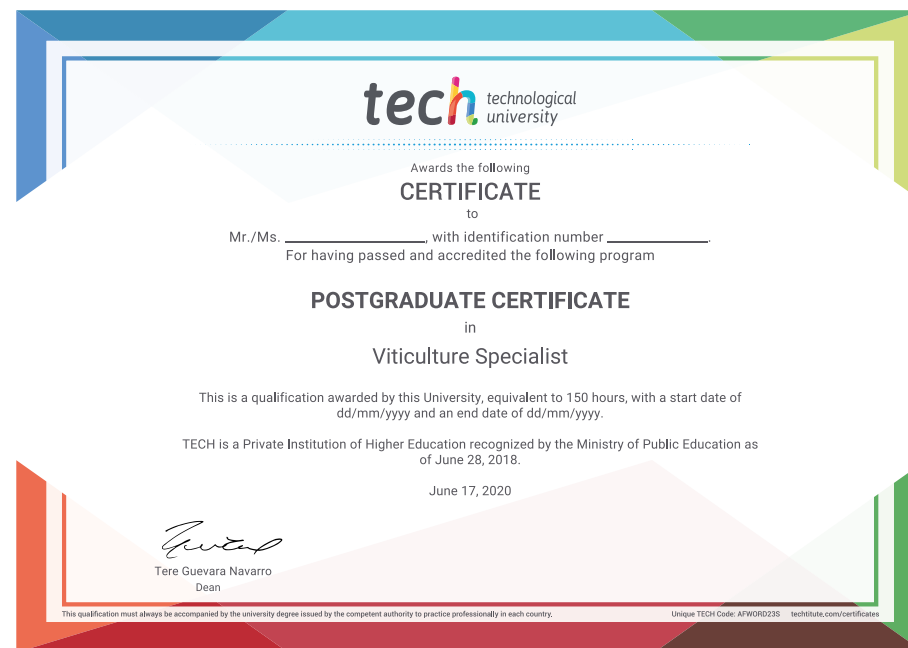 tech technological
university
Awards the following
CERTIFICATE
to
Mr./Ms. ____________________, with identification number ______________.
For having passed and accredited the following program
POSTGRADUATE CERTIFICATE
in
Viticulture Specialist
This is a qualification awarded by this University, equivalent to 150 hours, with a start date of
dd/mm/yyyy and an end date of dd/mm/yyyy.
TECH is a Private Institution of Higher Education recognized by the Ministry of Public Education as
of June 28, 2018.
June 17, 2020
Tere Guevara Navarro
Dean
This qualification must always be accompanied by the university degree issued by the competent authority to practice professionally in each country.
Unique TECH Code: AFWORD23S techtitute.com/certificates